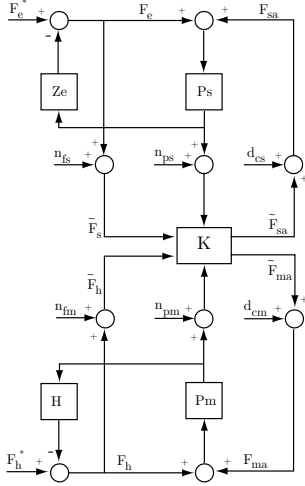 F_e^* + F_e + + F_sa
-
Ze Ps
+ + +
n_fs + n_ps + d_cs +
+
F̃_s F̃_sa
K
F̃_h F̃_ma
n_fm + n_pm + d_cm + +
+ +
H Pm
-
F_h^* + F_h + + F_ma